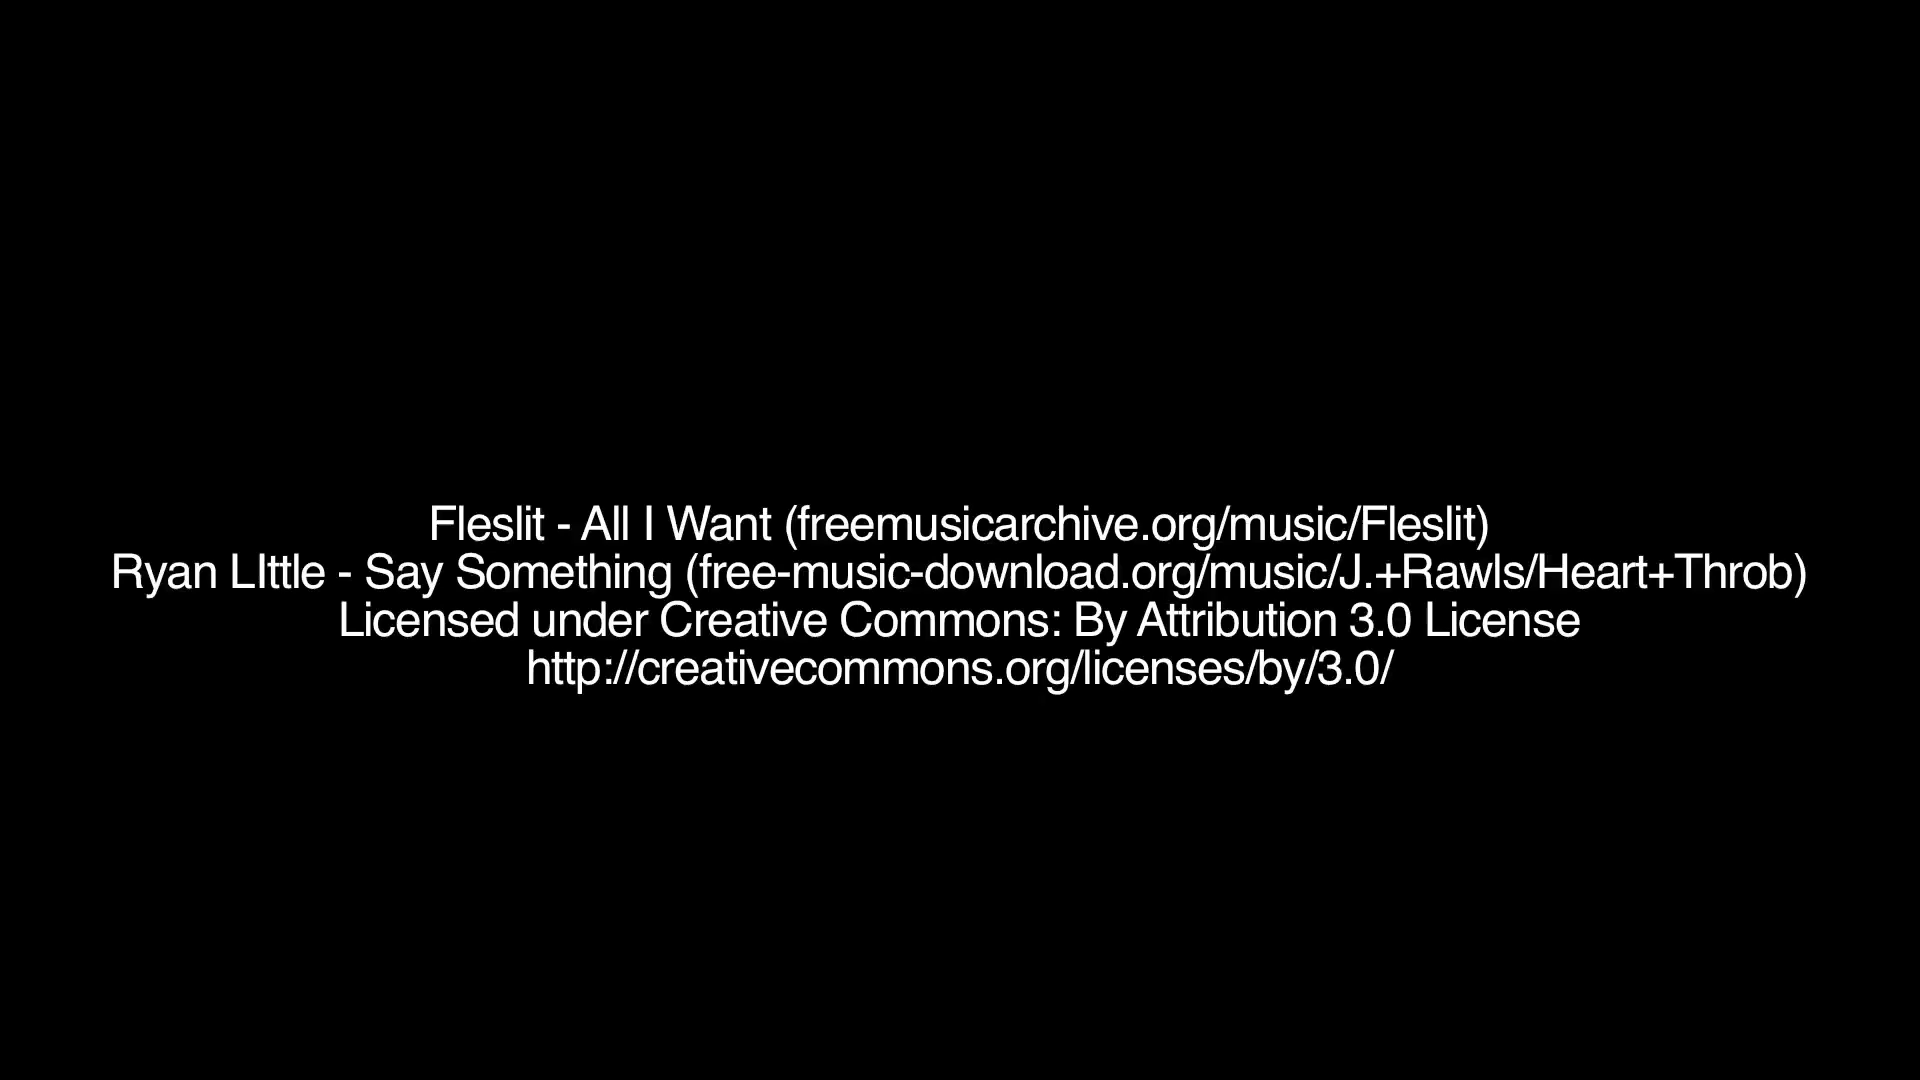 Fleslit - All I Want (freemusicarchive.org/music/Fleslit)
Ryan LIttle - Say Something (free-music-download.org/music/J.+Rawls/Heart+Throb)
Licensed under Creative Commons: By Attribution 3.0 License
http://creativecommons.org/licenses/by/3.0/